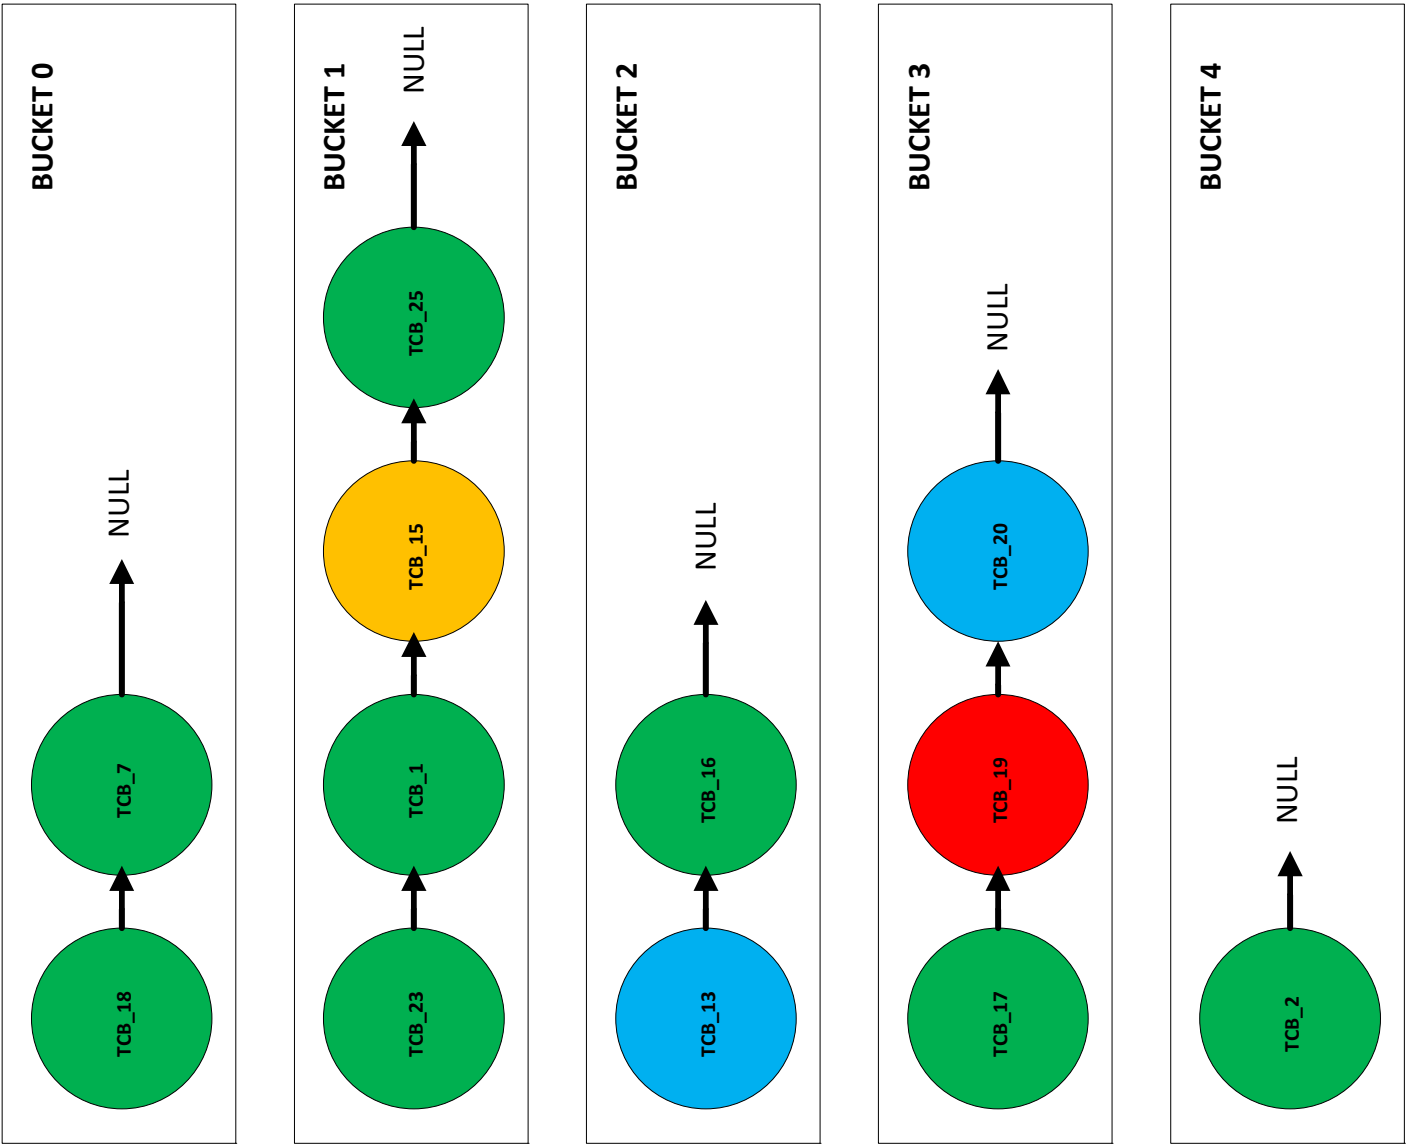 BUCKET 0
TCB_18
TCB_7
NULL
BUCKET 1
TCB_23
TCB_1
TCB_15
TCB_25
NULL
BUCKET 2
TCB_13
TCB_16
NULL
BUCKET 3
TCB_17
TCB_19
TCB_20
NULL
BUCKET 4
TCB_2
NULL